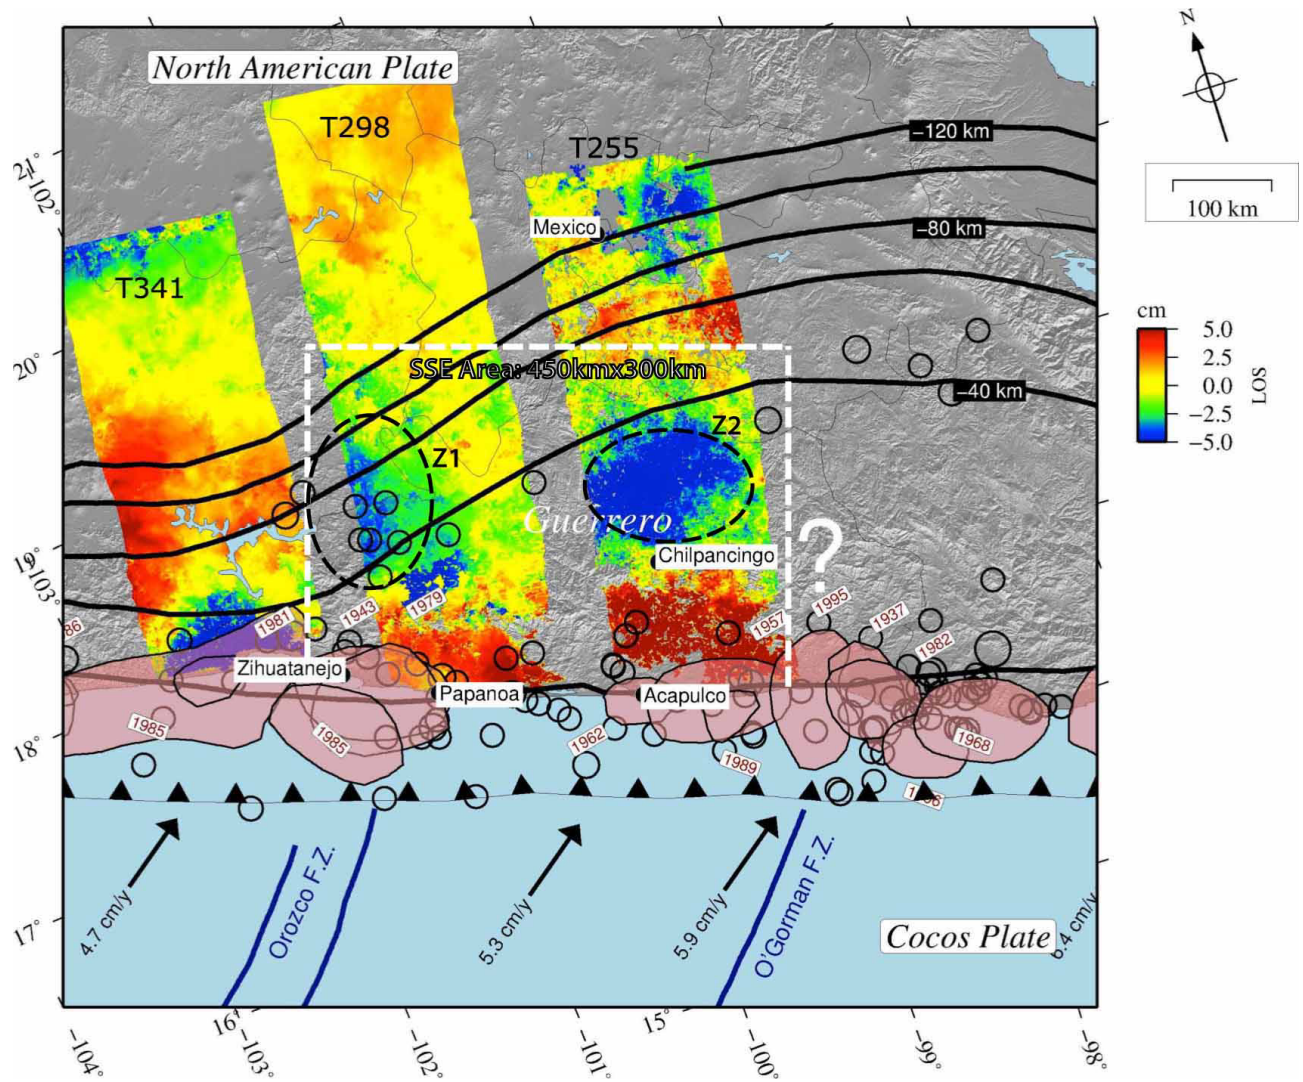 N
North American Plate
T298
−120 km
T255
100 km
21°
−102°
Mexico
−80 km
T341
cm
5.0
2.5
0.0
−2.5
−5.0
LOS
20°
SSE Area: 450kmx300km
−40 km
Z2
Z1
Guerrero
19°
−103°
Chilpancingo
?
86
1981
1943
1979
1957
1995
1937
1982
Zihuatanejo
Papanoa
Acapulco
1985
1985
1962
1989
1968
18°
4.7 cm/y
Orozco F.Z.
5.3 cm/y
5.9 cm/y
O'Gorman F.Z.
6.4 cm/y
Cocos Plate
17°
16°
15°
−104°
−103°
−102°
−101°
−100°
−99°
−98°